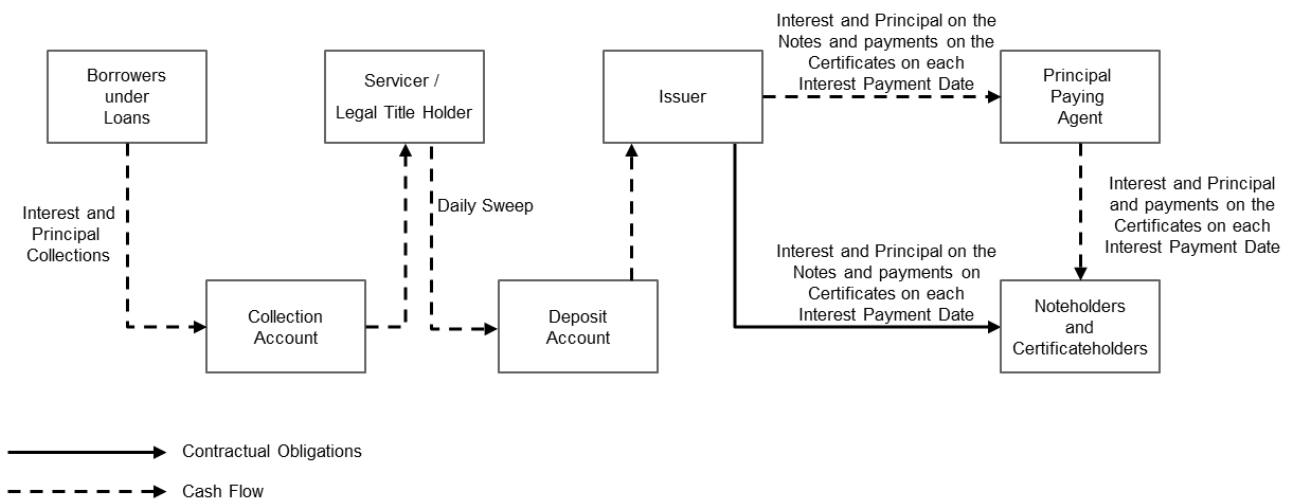 Borrowers
under
Loans
Servicer /
Legal Title Holder
Issuer
Interest and Principal on the
Notes and payments on the
Certificates on each
Interest Payment Date
Principal
Paying
Agent
Interest and
Principal
Collections
Daily Sweep
Interest and Principal
and payments on the
Certificates on each
Interest Payment Date
Interest and Principal on the
Notes and payments on
Certificates on each
Interest Payment Date
Collection
Account
Deposit
Account
Noteholders
and
Certificateholders
Contractual Obligations
Cash Flow